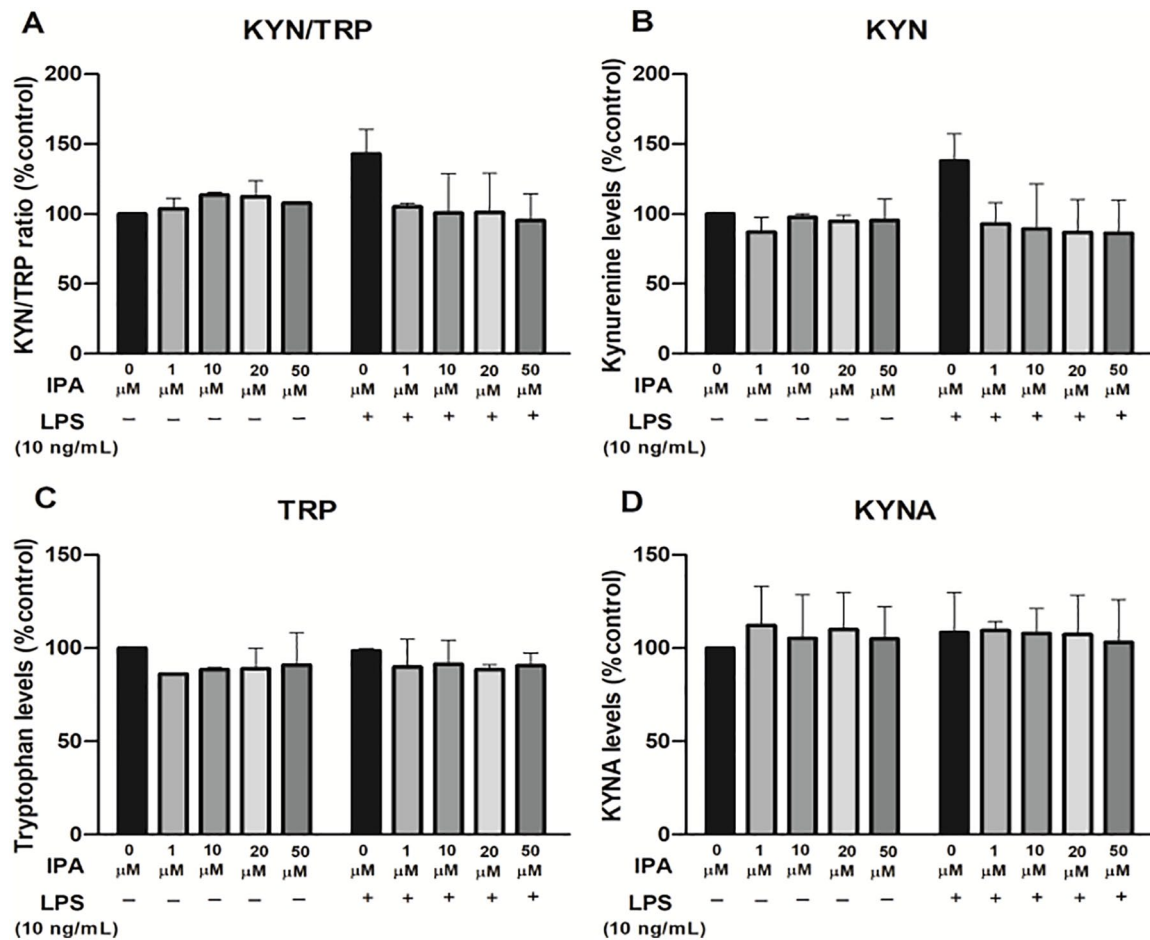 A
KYN/TRP
KYN/TRP ratio (%control)
200
150
100
50
0
0 1 10 20 50 0 1 10 20 50
IPA μM μM μM μM μM μM μM μM μM μM
LPS − − − − − + + + + +
(10 ng/mL)
B
KYN
Kynurenine levels (%control)
200
150
100
50
0
0 1 10 20 50 0 1 10 20 50
IPA μM μM μM μM μM μM μM μM μM μM
LPS − − − − − + + + + +
(10 ng/mL)
C
TRP
Tryptophan levels (%control)
150
100
50
0
0 1 10 20 50 0 1 10 20 50
IPA μM μM μM μM μM μM μM μM μM μM
LPS − − − − − + + + + +
(10 ng/mL)
D
KYNA
KYNA levels (%control)
150
100
50
0
0 1 10 20 50 0 1 10 20 50
IPA μM μM μM μM μM μM μM μM μM μM
LPS − − − − − + + + + +
(10 ng/mL)